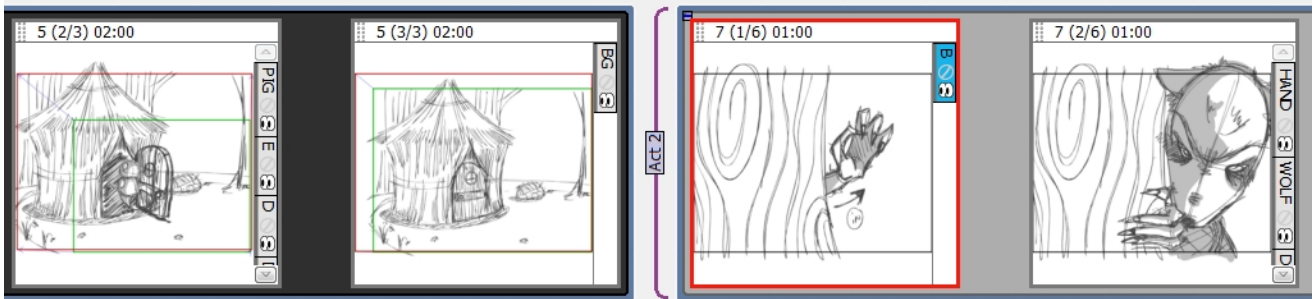 5 (2/3) 02:00
PIG
E
D
5 (3/3) 02:00
BG
Act 2
7 (1/6) 01:00
B
7 (2/6) 01:00
HAND
WOLF
D